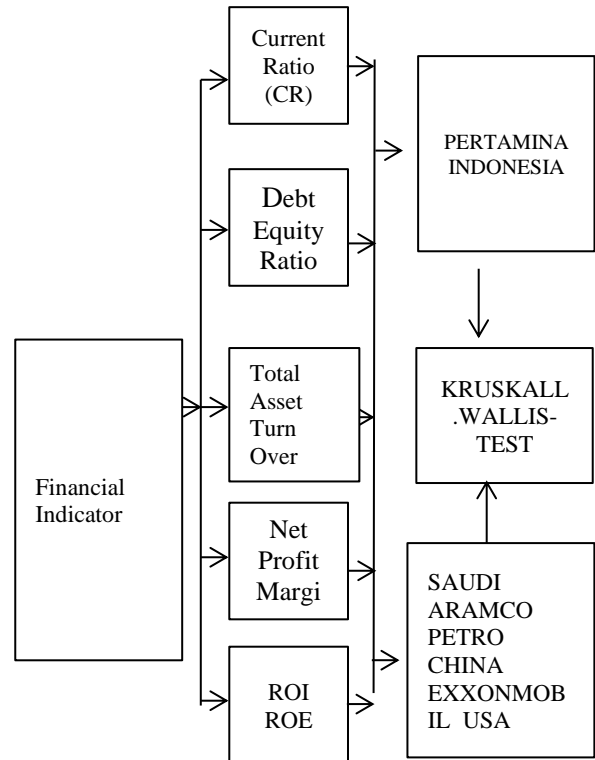 Financial
Indicator
Current
Ratio
(CR)
Debt
Equity
Ratio
Total
Asset
Turn
Over
Net
Profit
Margi
ROI
ROE
PERTAMINA
INDONESIA
KRUSKALL
.WALLIS-
TEST
SAUDI
ARAMCO
PETRO
CHINA
EXXONMOB
IL USA